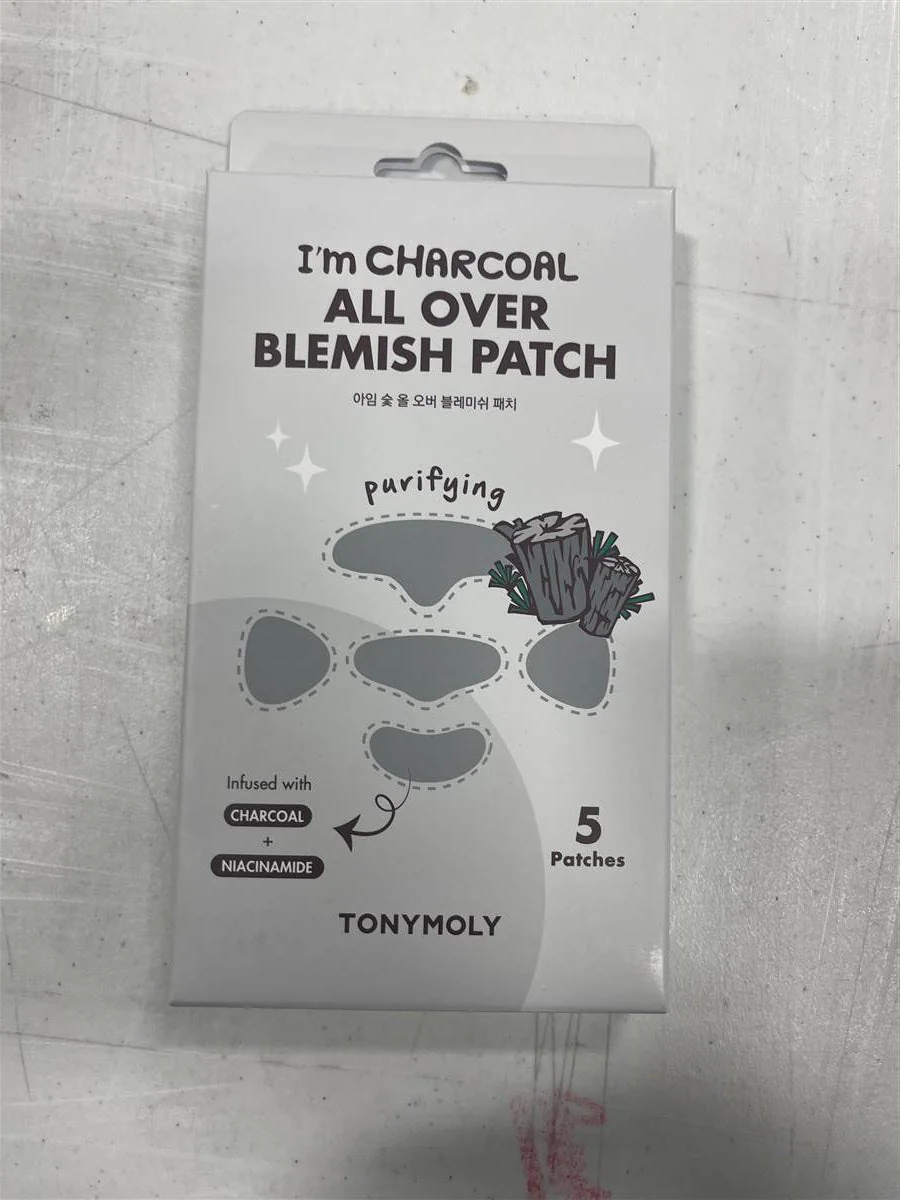 I'm CHARCOAL
ALL OVER
BLEMISH PATCH
아임 숯 올 오버 블레미쉬 패치
purifying
Infused with
CHARCOAL
+
NIACINAMIDE
5
Patches
TONYMOLY